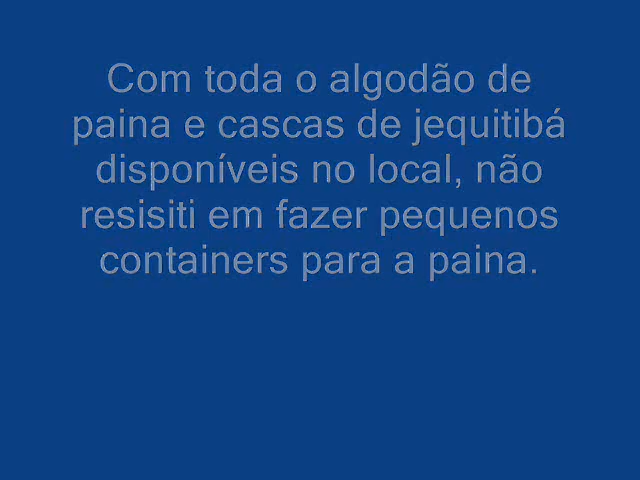 Com toda o algodão de
paina e cascas de jequitibá
disponíveis no local, não
resisiti em fazer pequenos
containers para a paina.